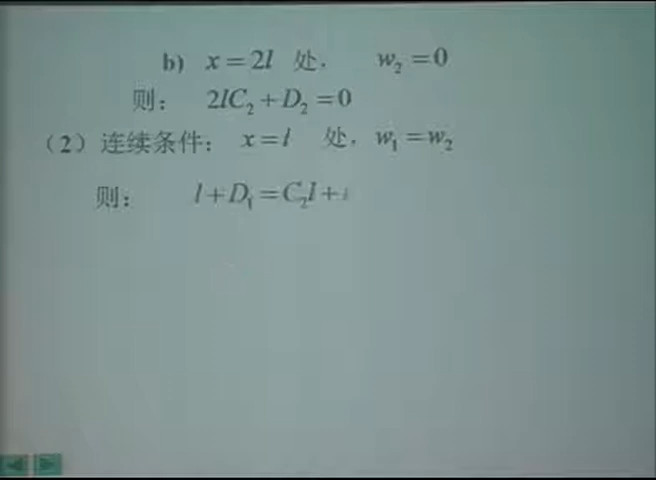 b) x=2l 处, w₂=0
则: 2lC₂+D₂=0
(2) 连续条件: x=l 处, w₁=w₂
则: l+D₁=C₂l+